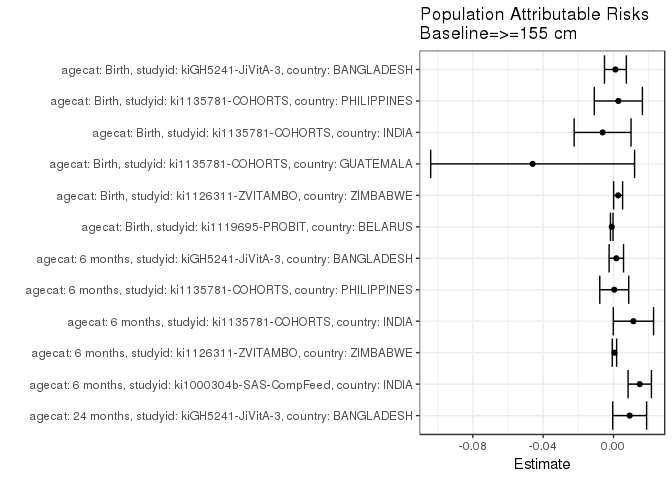 Population Attributable Risks
Baseline=>=155 cm
agecat: Birth, studyid: kiGH5241-JiVitA-3, country: BANGLADESH
agecat: Birth, studyid: ki1135781-COHORTS, country: PHILIPPINES
agecat: Birth, studyid: ki1135781-COHORTS, country: INDIA
agecat: Birth, studyid: ki1135781-COHORTS, country: GUATEMALA
agecat: Birth, studyid: ki1126311-ZVITAMBO, country: ZIMBABWE
agecat: Birth, studyid: ki1119695-PROBIT, country: BELARUS
agecat: 6 months, studyid: kiGH5241-JiVitA-3, country: BANGLADESH
agecat: 6 months, studyid: ki1135781-COHORTS, country: PHILIPPINES
agecat: 6 months, studyid: ki1135781-COHORTS, country: INDIA
agecat: 6 months, studyid: ki1126311-ZVITAMBO, country: ZIMBABWE
agecat: 6 months, studyid: ki1000304b-SAS-CompFeed, country: INDIA
agecat: 24 months, studyid: kiGH5241-JiVitA-3, country: BANGLADESH
-0.08 -0.04 0.00
Estimate